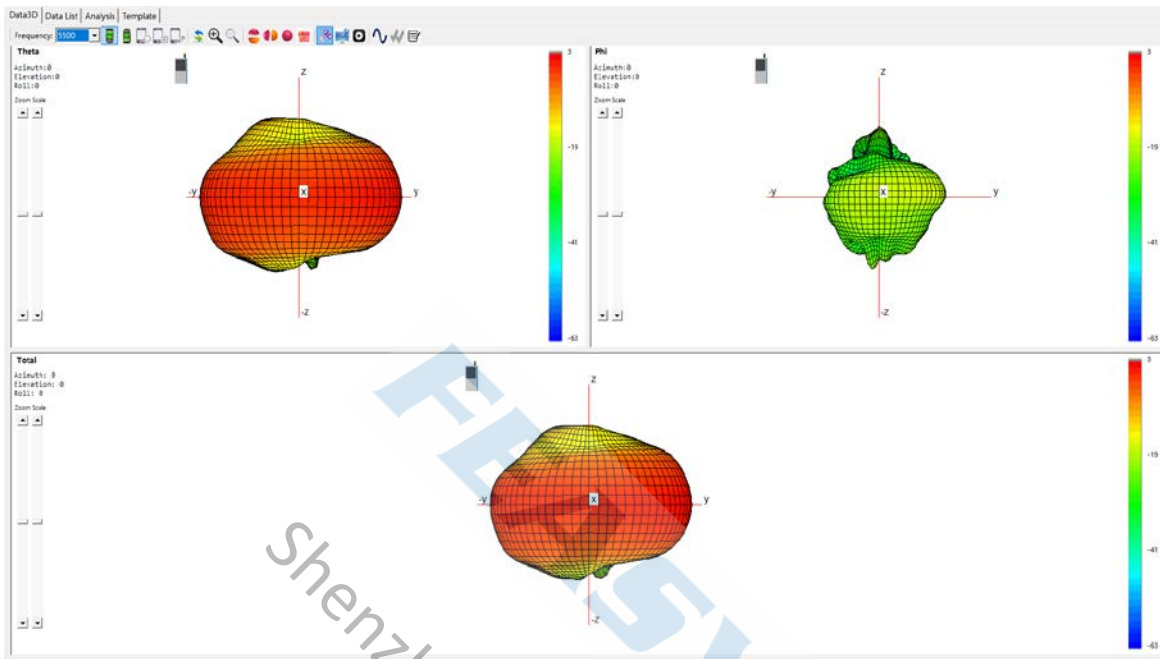 Data3D Data List Analysis Template
Frequency: 5500
Theta
Azimuth:0
Elevation:0
Roll:0
Zoom Scale
z
-y
x
y
-z
3
-19
-41
-63
Phi
Azimuth:0
Elevation:0
Roll:0
Zoom Scale
z
-y
x
y
-z
3
-19
-41
-63
Total
Azimuth: 0
Elevation: 0
Roll: 0
Zoom Scale
z
-y
x
y
-z
3
-19
-41
-63